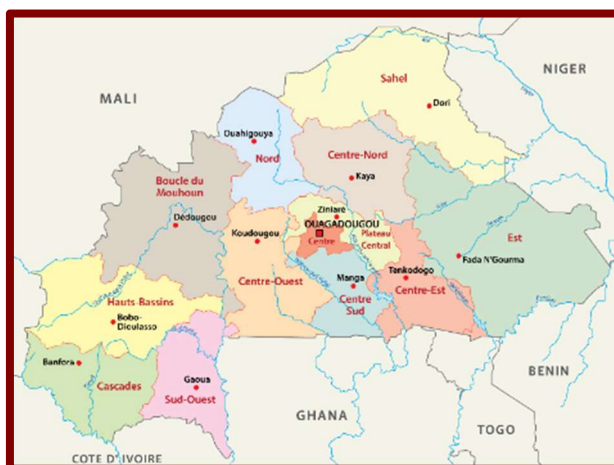 MALI
NIGER
Sahel
Dori
Ouahigouya
Nord
Centre-Nord
Kaya
Boucle du
Mouhoun
Dédougou
Ziniaré
OUAGADOUGOU
Centre
Plateau
Central
Koudougou
Centre-Ouest
Est
Fada N'Gourma
Tenkodogo
Centre-Est
Manga
Centre
Sud
Hauts-Bassins
Bobo-
Dioulasso
Banfora
Cascades
Gaoua
Sud-Ouest
GHANA
BENIN
TOGO
COTE D'IVOIRE